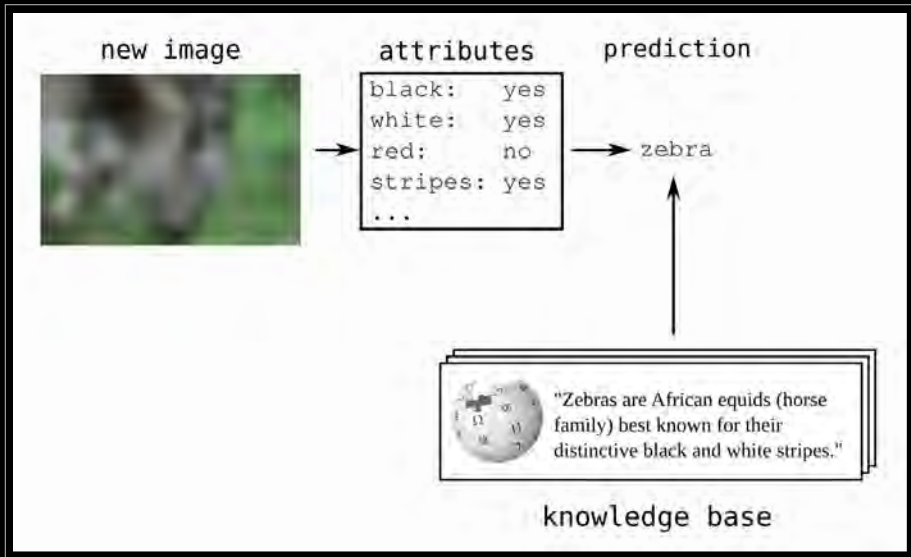 new image
attributes
prediction
black: yes
white: yes
red: no
stripes: yes
...
zebra
"Zebras are African equids (horse
family) best known for their
distinctive black and white stripes."
knowledge base